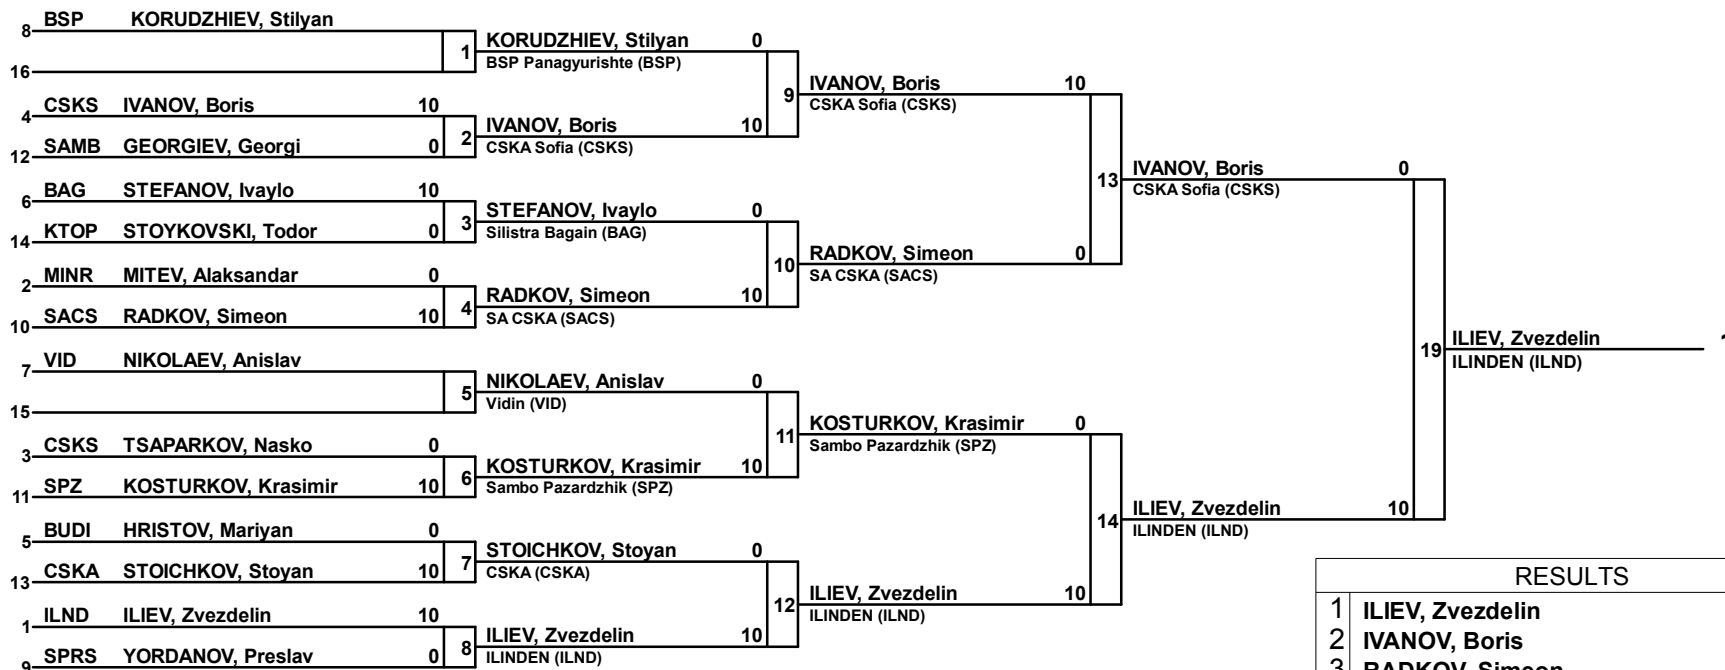 BSP KORUDZHIEV, Stilyan
8
16
1
KORUDZHIEV, Stilyan 0
BSP Panagyurishte (BSP)
CSKS IVANOV, Boris 10
4
SAMB GEORGIEV, Georgi 0
12
2
IVANOV, Boris 10
CSKA Sofia (CSKS)
9
IVANOV, Boris 10
CSKA Sofia (CSKS)
BAG STEFANOV, Ivaylo 10
6
KTOP STOYKOVSKI, Todor 0
14
3
STEFANOV, Ivaylo 0
Silistra Bagain (BAG)
MINR MITEV, Alaksandar 0
2
SACS RADKOV, Simeon 10
10
4
RADKOV, Simeon 10
SA CSKA (SACS)
10
RADKOV, Simeon 0
SA CSKA (SACS)
13
IVANOV, Boris 0
CSKA Sofia (CSKS)
VID NIKOLAEV, Anislav
7
15
5
NIKOLAEV, Anislav 0
Vidin (VID)
CSKS TSAPARKOV, Nasko 0
3
SPZ KOSTURKOV, Krasimir 10
11
6
KOSTURKOV, Krasimir 10
Sambo Pazardzhik (SPZ)
11
KOSTURKOV, Krasimir 0
Sambo Pazardzhik (SPZ)
BUDI HRISTOV, Mariyan 0
5
CSKA STOICHKOV, Stoyan 10
13
7
STOICHKOV, Stoyan 0
CSKA (CSKA)
ILND ILIEV, Zvezdelin 10
1
SPRS YORDANOV, Preslav 0
9
8
ILIEV, Zvezdelin 10
ILINDEN (ILND)
12
ILIEV, Zvezdelin 10
ILINDEN (ILND)
14
ILIEV, Zvezdelin 10
ILINDEN (ILND)
19
ILIEV, Zvezdelin
ILINDEN (ILND)
RESULTS
1 ILIEV, Zvezdelin
2 IVANOV, Boris
3 RADKOV, Simeon